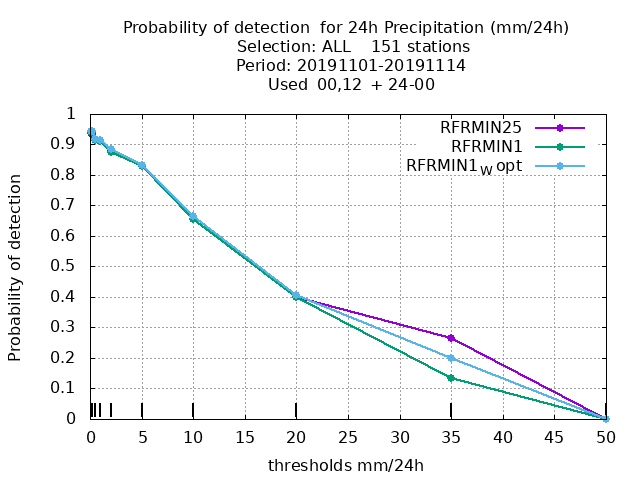 Probability of detection  for 24h Precipitation (mm/24h)
Selection: ALL    151 stations
Period: 20191101-20191114
Used  00,12  + 24-00
RFRMIN25
RFRMIN1
RFRMIN1W opt
Probability of detection
1
0.9
0.8
0.7
0.6
0.5
0.4
0.3
0.2
0.1
0
0 5 10 15 20 25 30 35 40 45 50
thresholds mm/24h